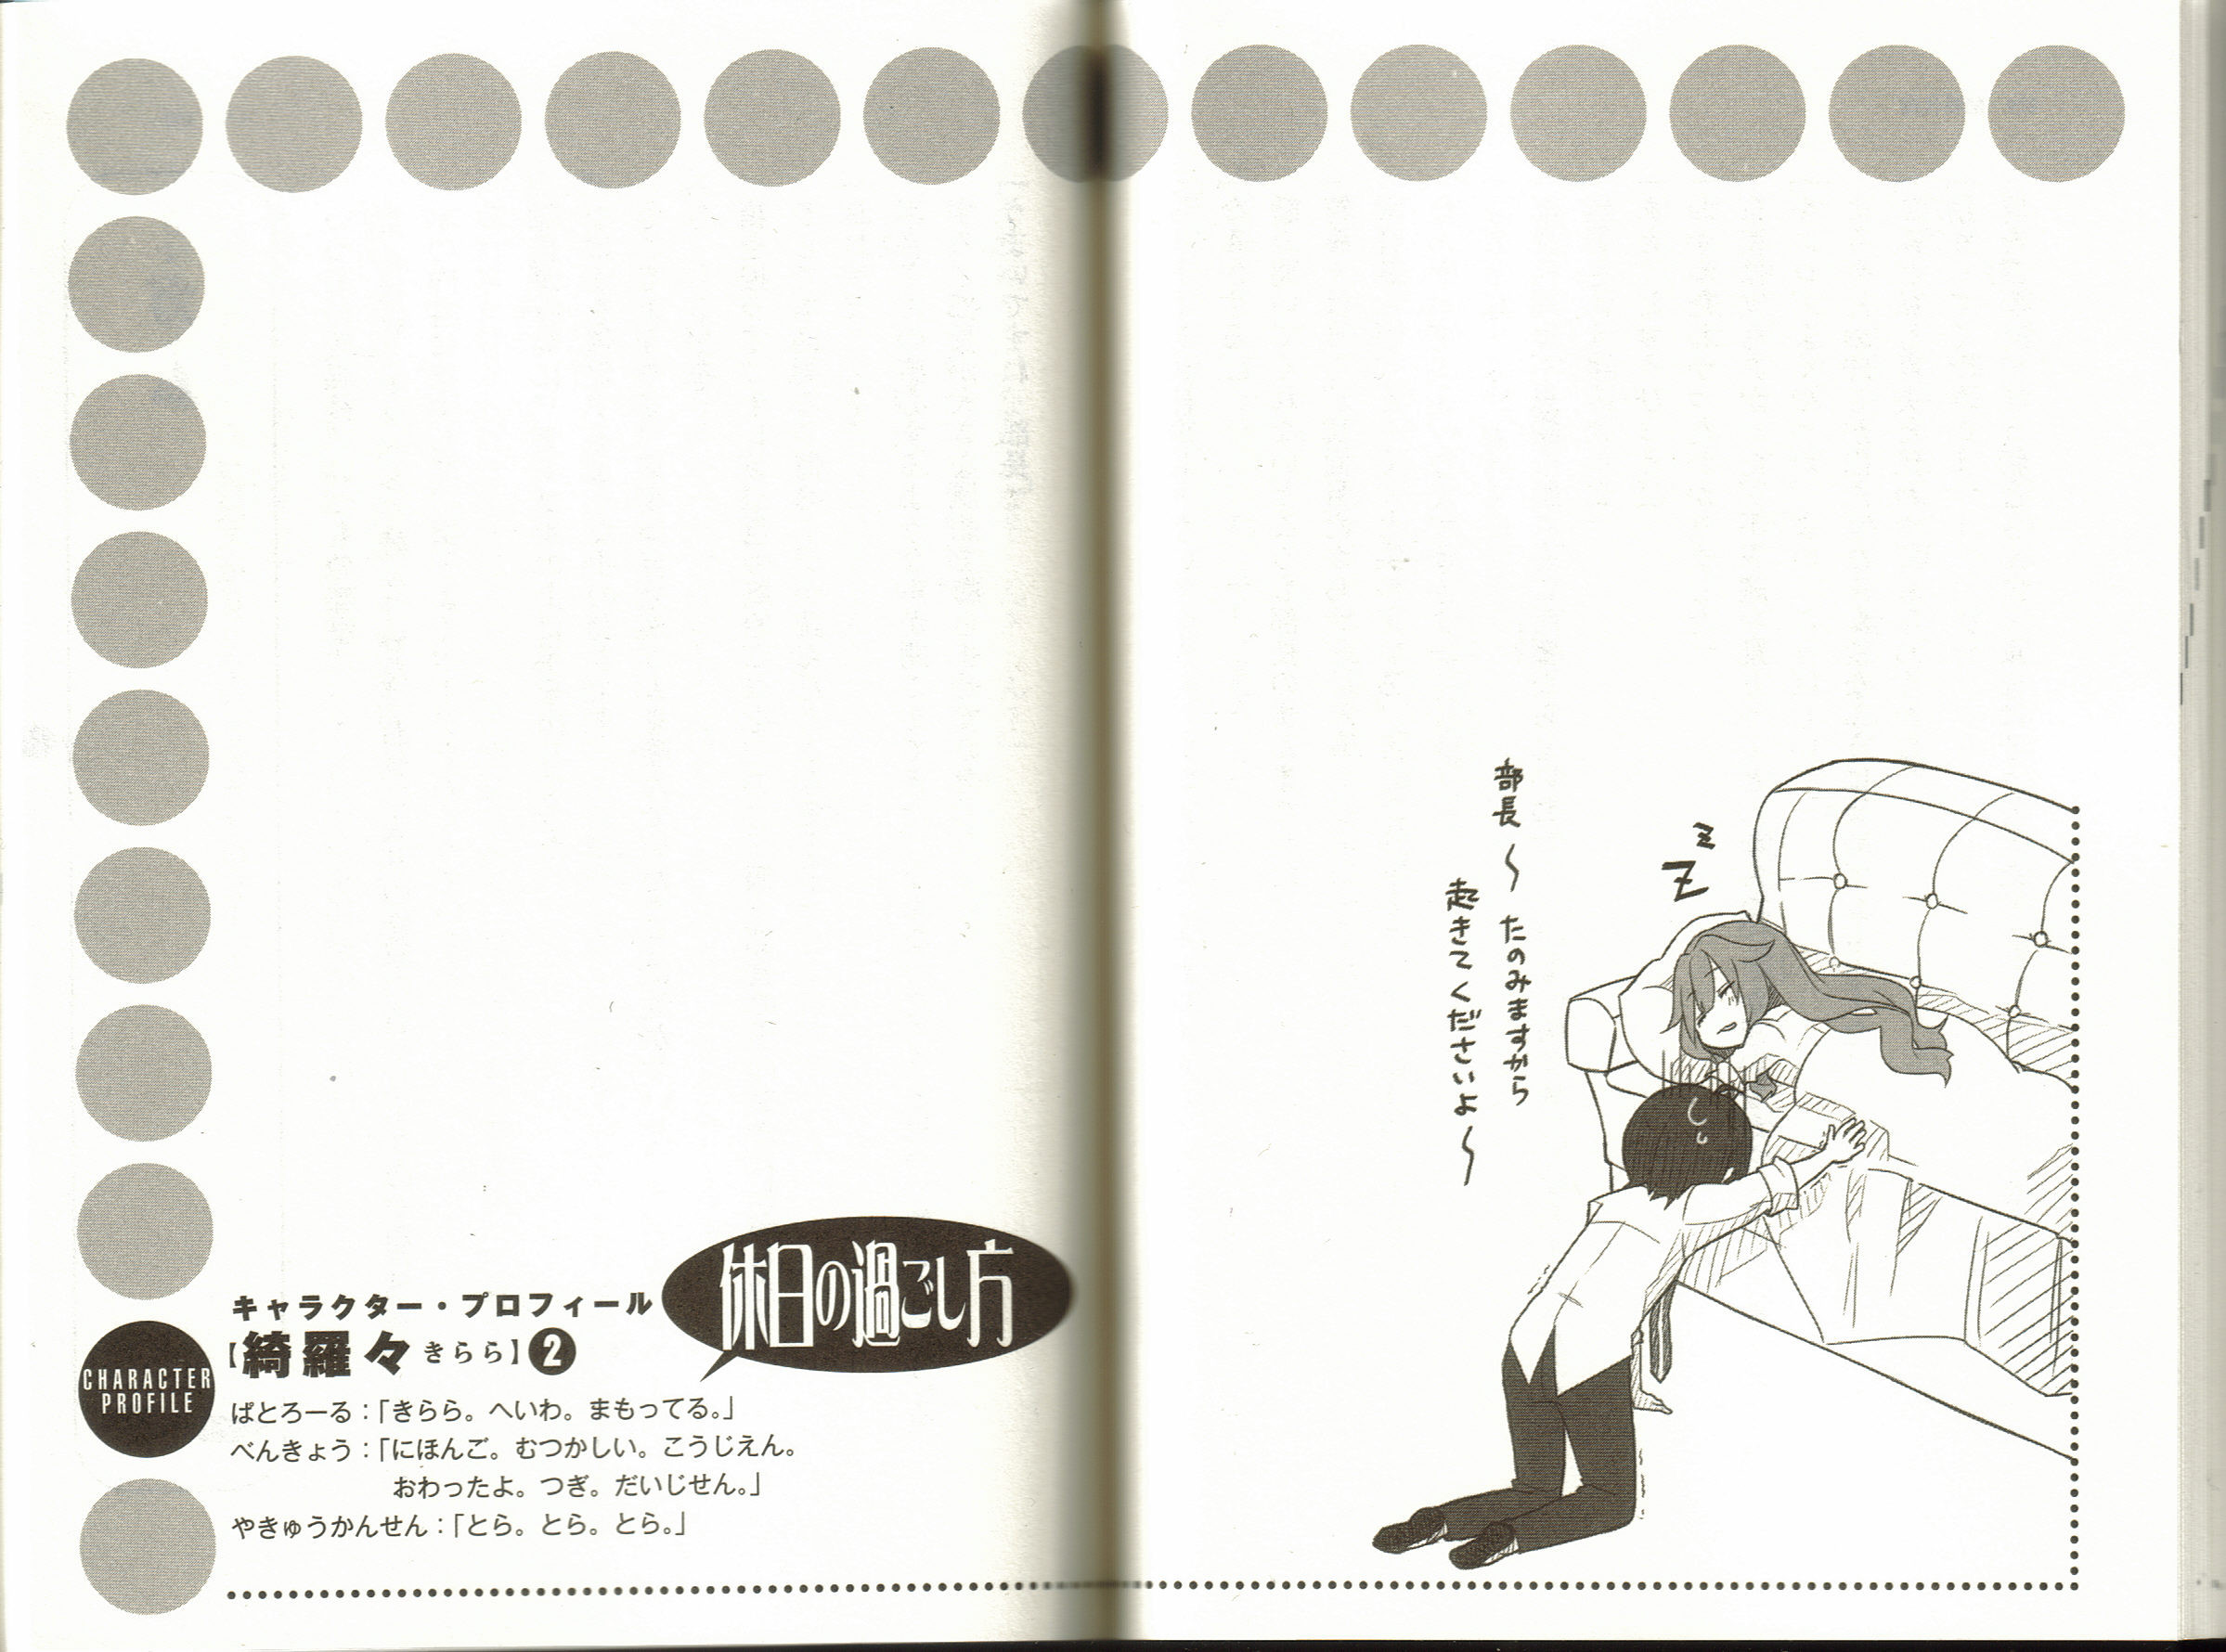 部長～たのみますから
起きてくださいよ～
zZ
休日の過ごし方
キャラクター・プロフィール
【綺羅々きらら】❷
CHARACTER
PROFILE
ぱとろーる：「きらら。へいわ。まもってる。」
べんきょう：「にほんご。むつかしい。こうじえん。
おわったよ。つぎ。だいじせん。」
やきゅうかんせん：「とら。とら。とら。」